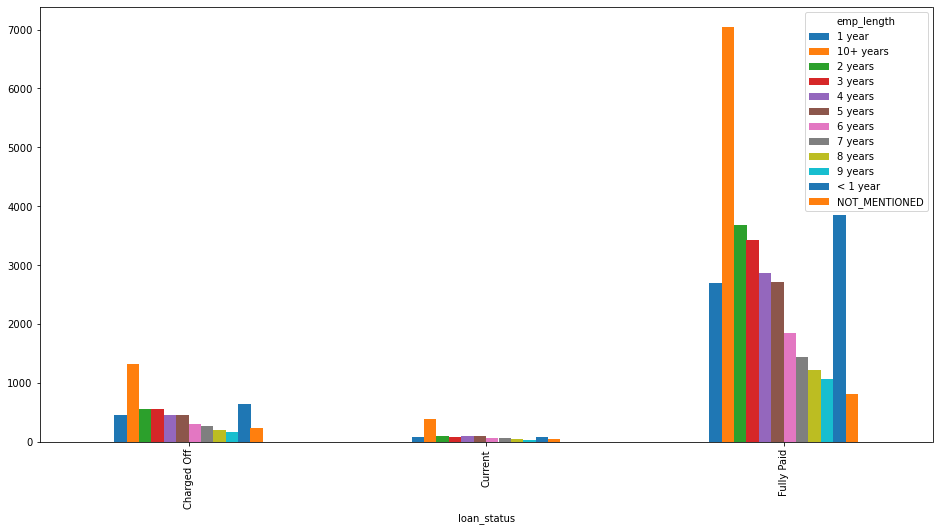 7000
6000
5000
4000
3000
2000
1000
0
emp_length
1 year
10+ years
2 years
3 years
4 years
5 years
6 years
7 years
8 years
9 years
< 1 year
NOT_MENTIONED
Charged Off
Current
Fully Paid
loan_status